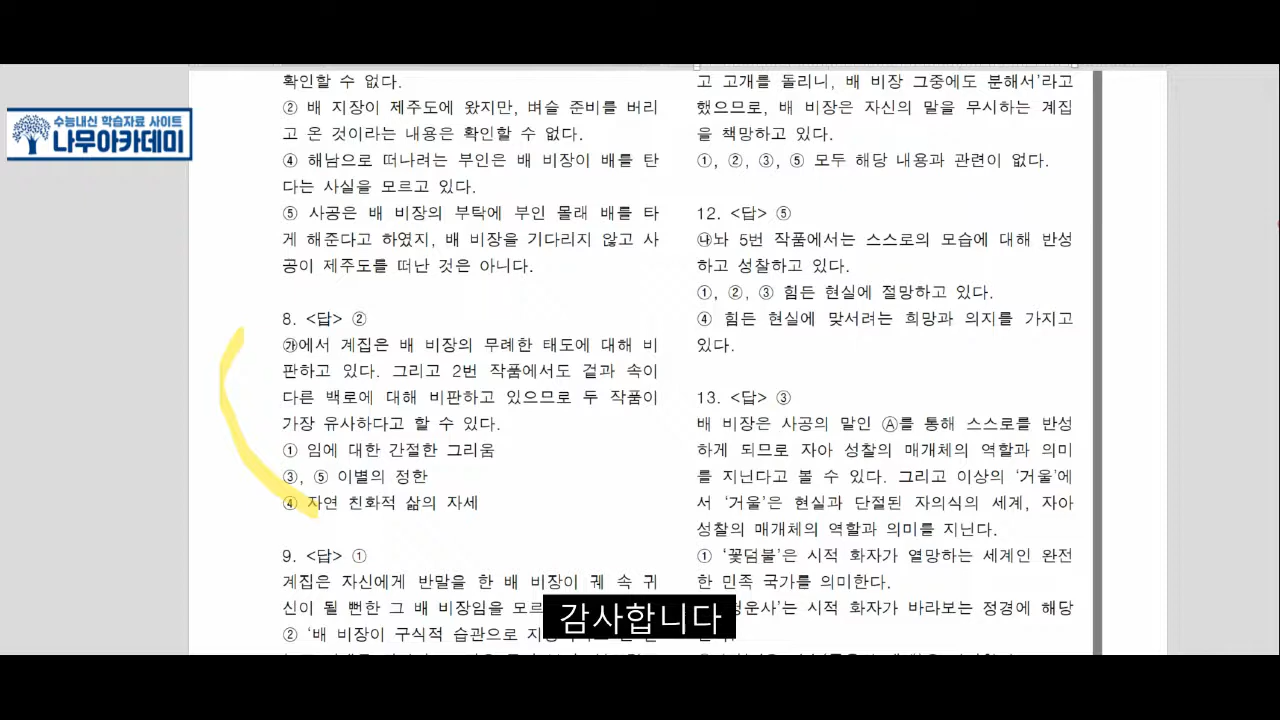 수능내신 학습자료 사이트
나무아카데미
확인할 수 없다.
② 배 지장이 제주도에 왔지만, 벼슬 준비를 버리
고 온 것이라는 내용은 확인할 수 없다.
④ 해남으로 떠나려는 부인은 배 비장이 배를 탄
다는 사실을 모르고 있다.
⑤ 사공은 배 비장의 부탁에 부인 몰래 배를 타
게 해준다고 하였지, 배 비장을 기다리지 않고 사
공이 제주도를 떠난 것은 아니다.
8. <답> ②
㉮에서 계집은 배 비장의 무례한 태도에 대해 비
판하고 있다. 그리고 2번 작품에서도 겉과 속이
다른 백로에 대해 비판하고 있으므로 두 작품이
가장 유사하다고 할 수 있다.
① 임에 대한 간절한 그리움
③, ⑤ 이별의 정한
④ 자연 친화적 삶의 자세
9. <답> ①
계집은 자신에게 반말을 한 배 비장이 궤 속 귀
신이 될 뻔한 그 배 비장임을
② ‘배 비장이 구식적 습관으로
고 고개를 돌리니, 배 비장 그중에도 분해서’라고
했으므로, 배 비장은 자신의 말을 무시하는 계집
을 책망하고 있다.
①, ②, ③, ⑤ 모두 해당 내용과 관련이 없다.
12. <답> ⑤
㉯놔 5번 작품에서는 스스로의 모습에 대해 반성
하고 성찰하고 있다.
①, ②, ③ 힘든 현실에 절망하고 있다.
④ 힘든 현실에 맞서려는 희망과 의지를 가지고
있다.
13. <답> ③
배 비장은 사공의 말인 Ⓐ를 통해 스스로를 반성
하게 되므로 자아 성찰의 매개체의 역할과 의미
를 지닌다고 볼 수 있다. 그리고 이상의 ‘거울’에
서 ‘거울’은 현실과 단절된 자의식의 세계, 자아
성찰의 매개체의 역할과 의미를 지닌다.
① ‘꽃덤불’은 시적 화자가 열망하는 세계인 완전
한 민족 국가를 의미한다.
시적 화자가 바라보는 정경에 해당
감사합니다